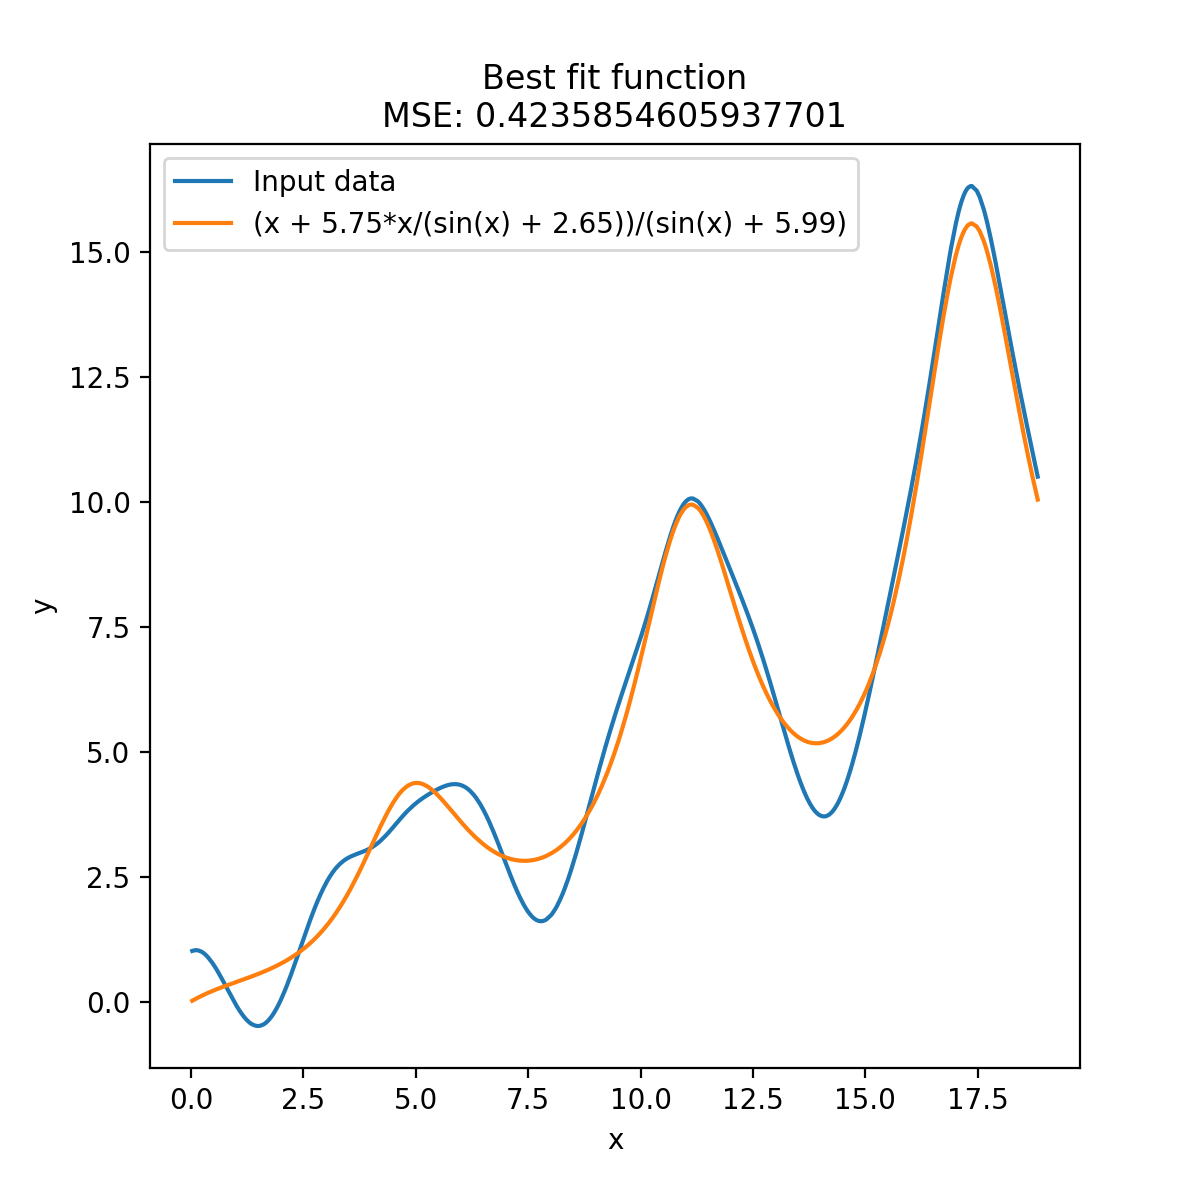 Best fit function
MSE: 0.4235854605937701
Input data
(x + 5.75*x/(sin(x) + 2.65))/(sin(x) + 5.99)
15.0
12.5
10.0
7.5
5.0
2.5
0.0
y
0.0 2.5 5.0 7.5 10.0 12.5 15.0 17.5
x